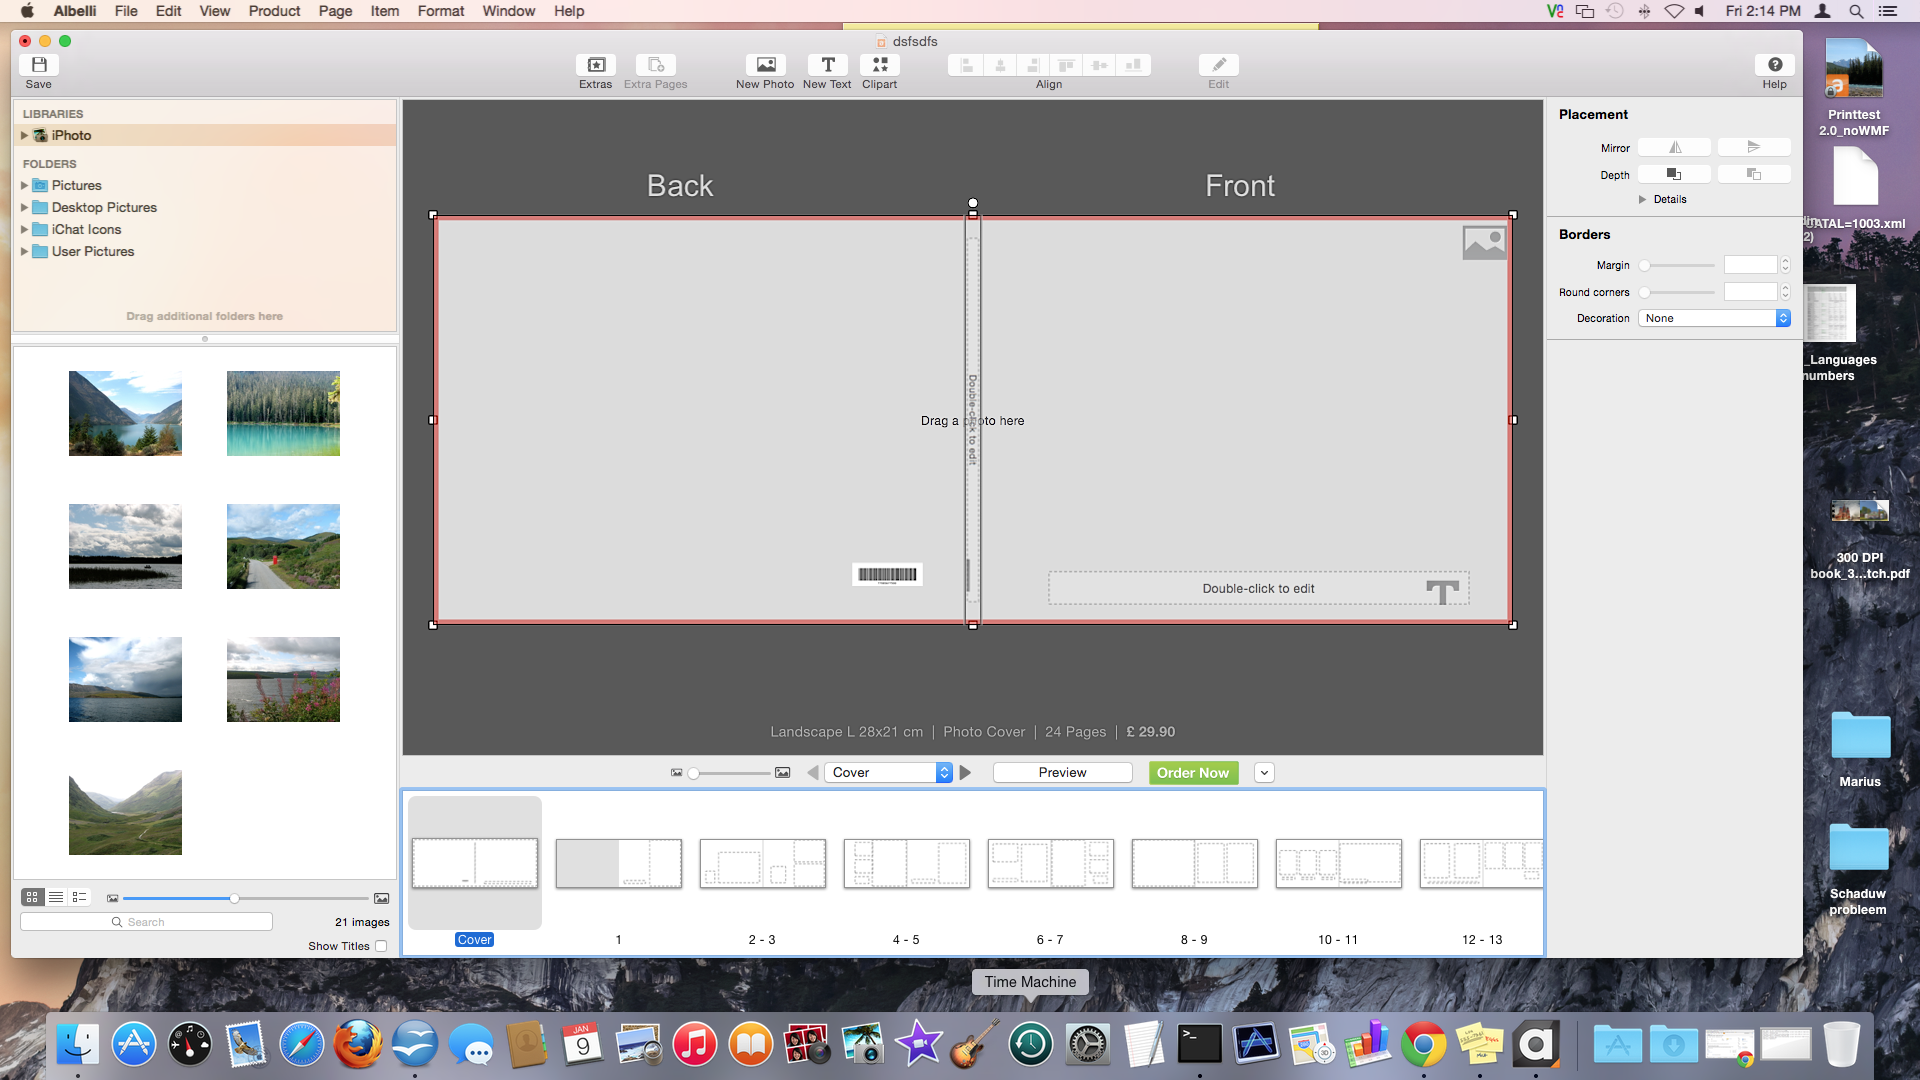 Albelli File Edit View Product Page Item Format Window Help
Fri 2:14 PM
dsfsdfs
Save
Extras
Extra Pages
New Photo
New Text
Clipart
Align
Edit
Help
LIBRARIES
iPhoto
FOLDERS
Pictures
Desktop Pictures
iChat Icons
User Pictures
Drag additional folders here
Search
21 images
Show Titles
Back
Front
Drag a photo here
Double-click to edit
Double-click to edit
Landscape L 28x21 cm | Photo Cover | 24 Pages | £ 29.90
Cover
Preview
Order Now
Cover
1
2 - 3
4 - 5
6 - 7
8 - 9
10 - 11
12 - 13
Placement
Mirror
Depth
Details
Borders
Margin
Round corners
Decoration
None
Printtest
2.0_noWMF
CATAL=1003.xml
2)
_Languages
numbers
300 DPI
book_3...tch.pdf
Marius
Schaduw
probleem
Time Machine
JAN
9